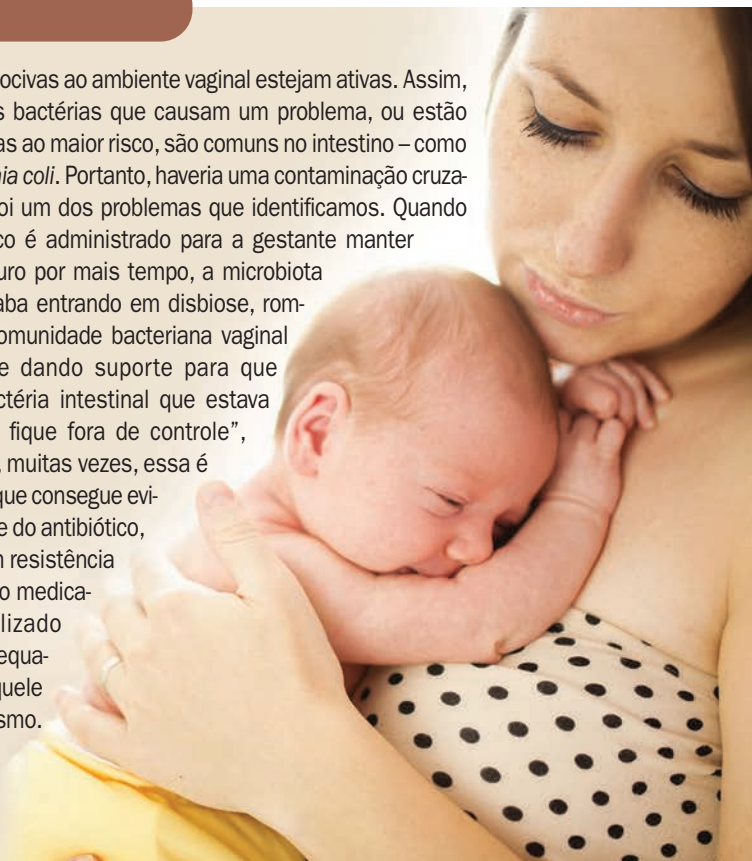 ocivas ao ambiente vaginal estejam ativas. Assim,
s bactérias que causam um problema, ou estão
as ao maior risco, são comuns no intestino – como
ia coli. Portanto, haveria uma contaminação cruza-
oi um dos problemas que identificamos. Quando
co é administrado para a gestante manter
uro por mais tempo, a microbiota
aba entrando em disbiose, rom-
omunidade bacteriana vaginal
e dando suporte para que
ctéria intestinal que estava
fique fora de controle”,
, muitas vezes, essa é
que consegue evi-
e do antibiótico,
n resistência
o medica-
lizado
equa-
quele
smo.